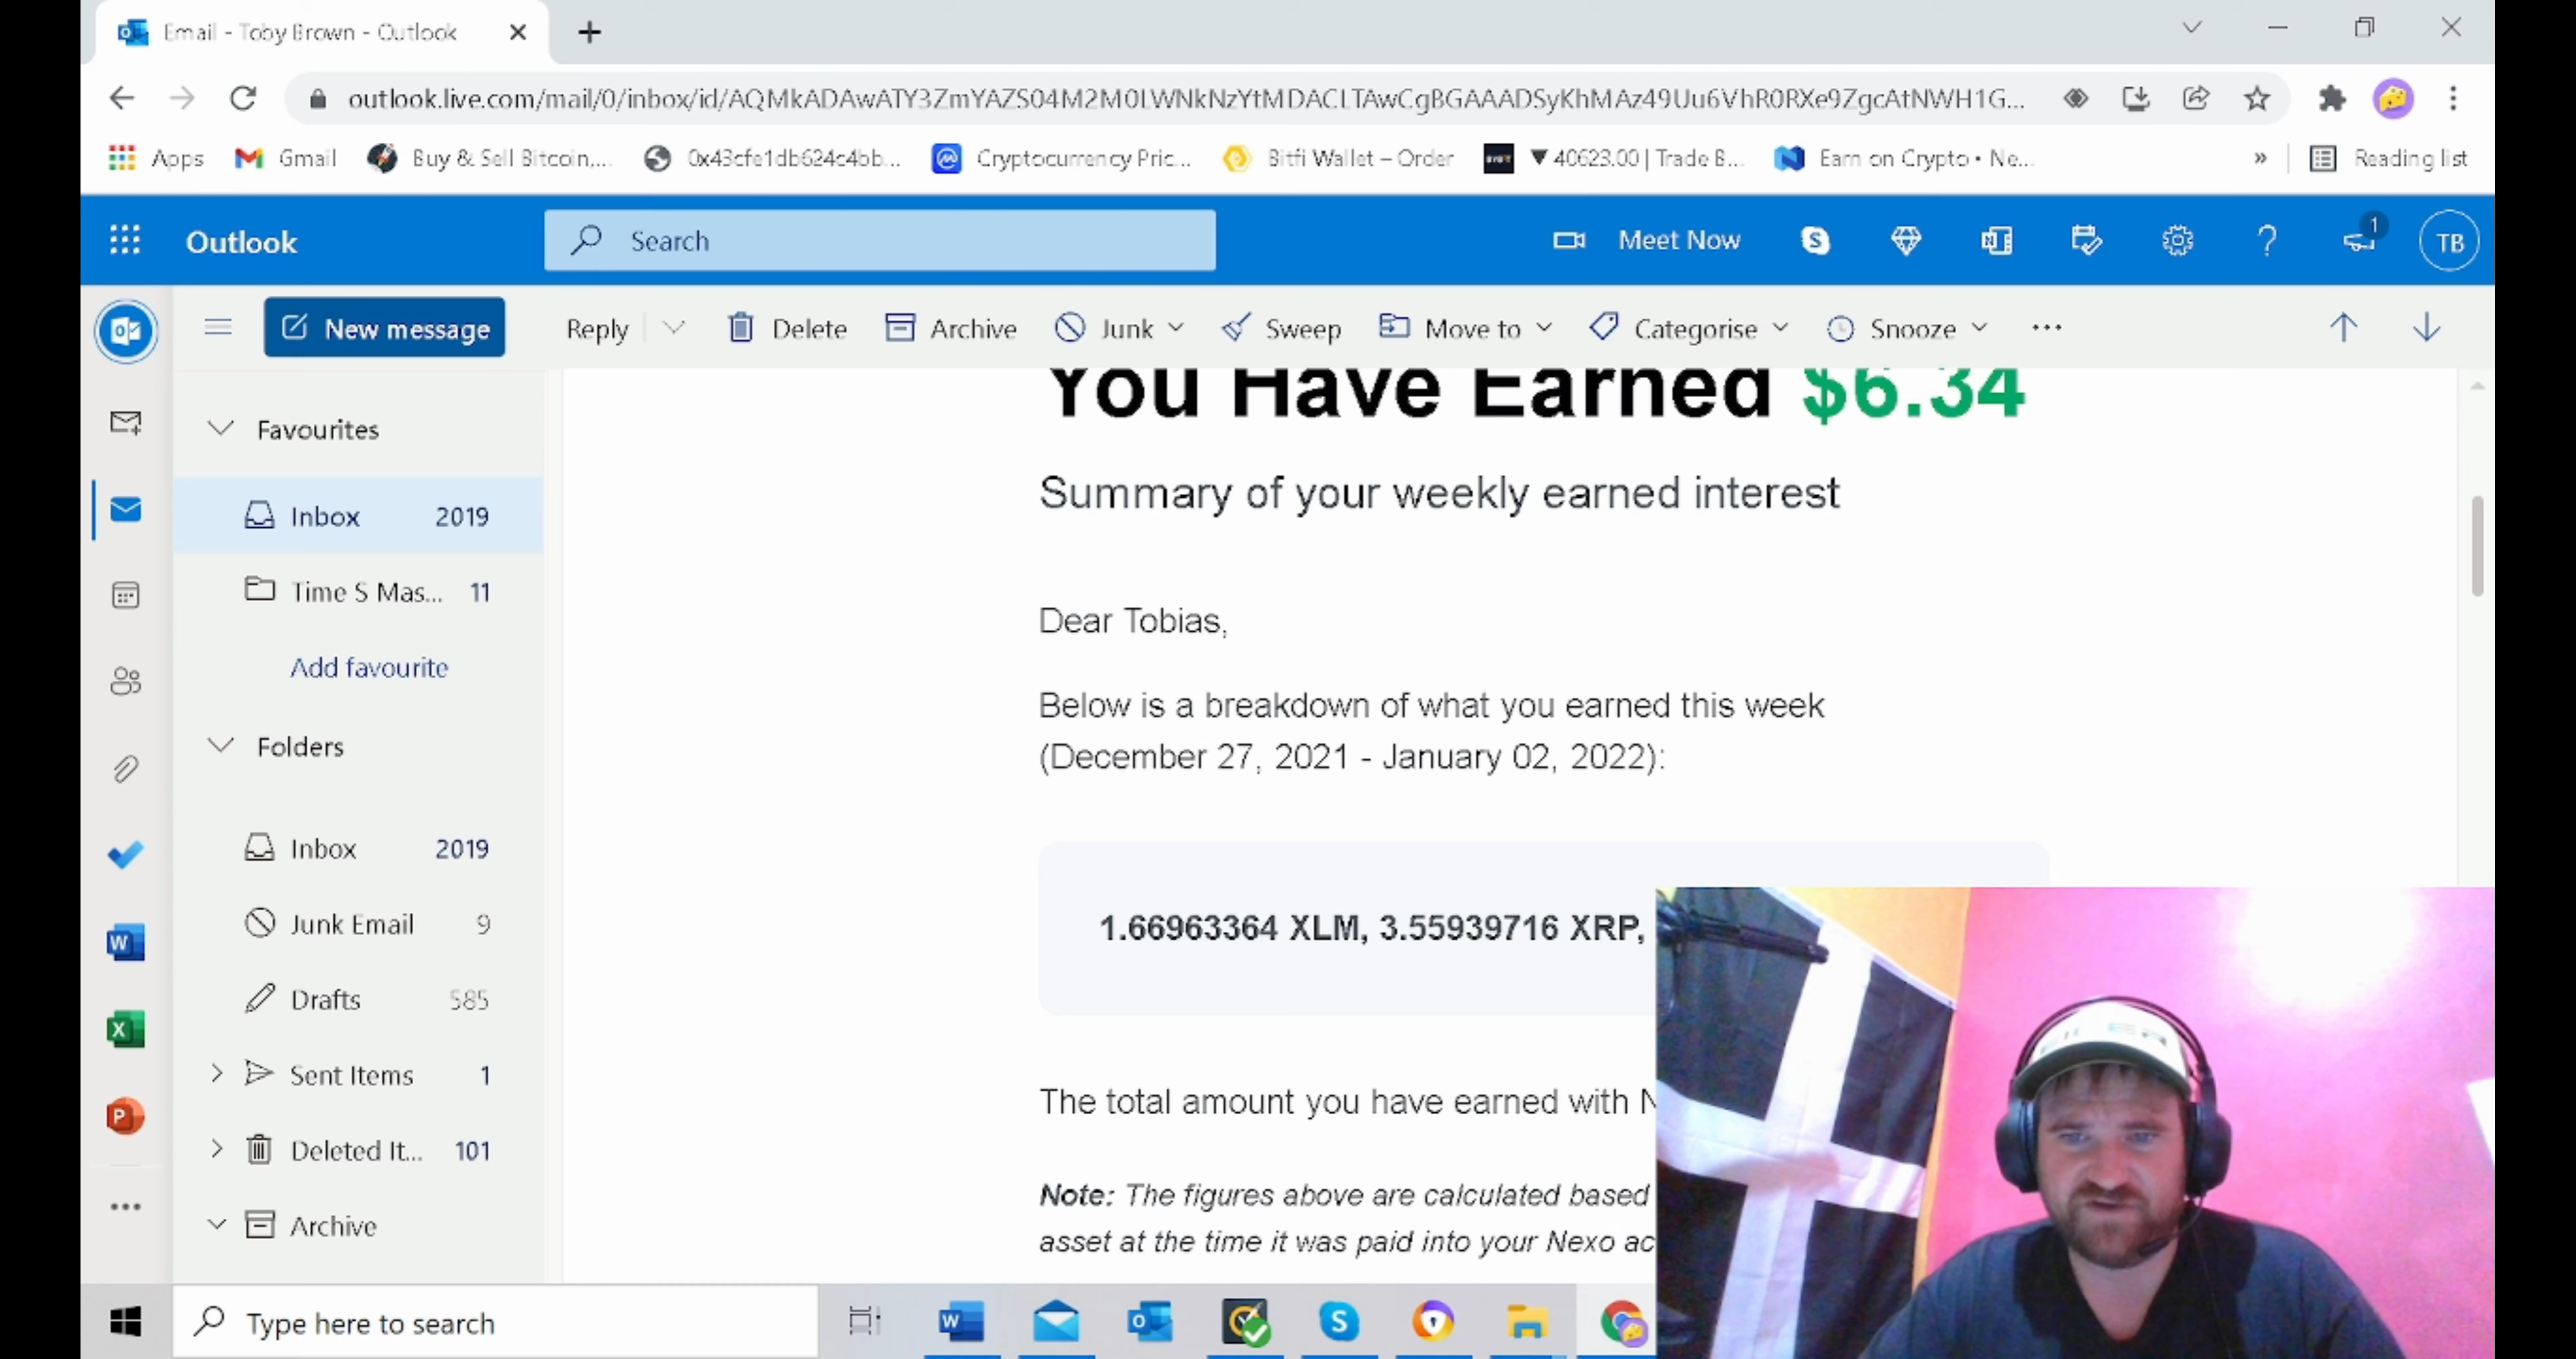 Email - Toby Brown - Outlook
outlook.live.com/mail/0/inbox/id/AQMkADAwATY3ZmYAZS04M2M0LWNkNzYtMDACLTAwCgBGAAADSyKhMAz49Uu6VhR0RXe9ZgcAtNWH1G...
Apps Gmail Buy & Sell Bitcoin,... 0x43cfe1db624c4bb... Cryptocurrency Pric... Bitfi Wallet – Order ▼ 40623.00 | Trade B... Earn on Crypto • Ne... » Reading list
Outlook Search Meet Now 1 TB
New message Reply Delete Archive Junk Sweep Move to Categorise Snooze ...
You Have Earned $6.34
Favourites
Summary of your weekly earned interest
Inbox 2019
Time S Mas... 11
Dear Tobias,
Add favourite
Below is a breakdown of what you earned this week
Folders
(December 27, 2021 - January 02, 2022):
Inbox 2019
Junk Email 9
1.66963364 XLM, 3.55939716 XRP,
Drafts 585
Sent Items 1
The total amount you have earned with
Deleted It... 101
Note: The figures above are calculated based
Archive
asset at the time it was paid into your Nexo ac
Type here to search